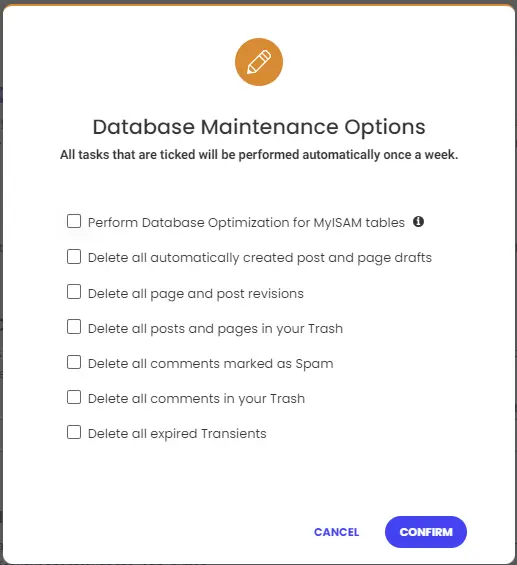 Database Maintenance Options
All tasks that are ticked will be performed automatically once a week.
Perform Database Optimization for MyISAM tables
Delete all automatically created post and page drafts
Delete all page and post revisions
Delete all posts and pages in your Trash
Delete all comments marked as Spam
Delete all comments in your Trash
Delete all expired Transients
CANCEL CONFIRM